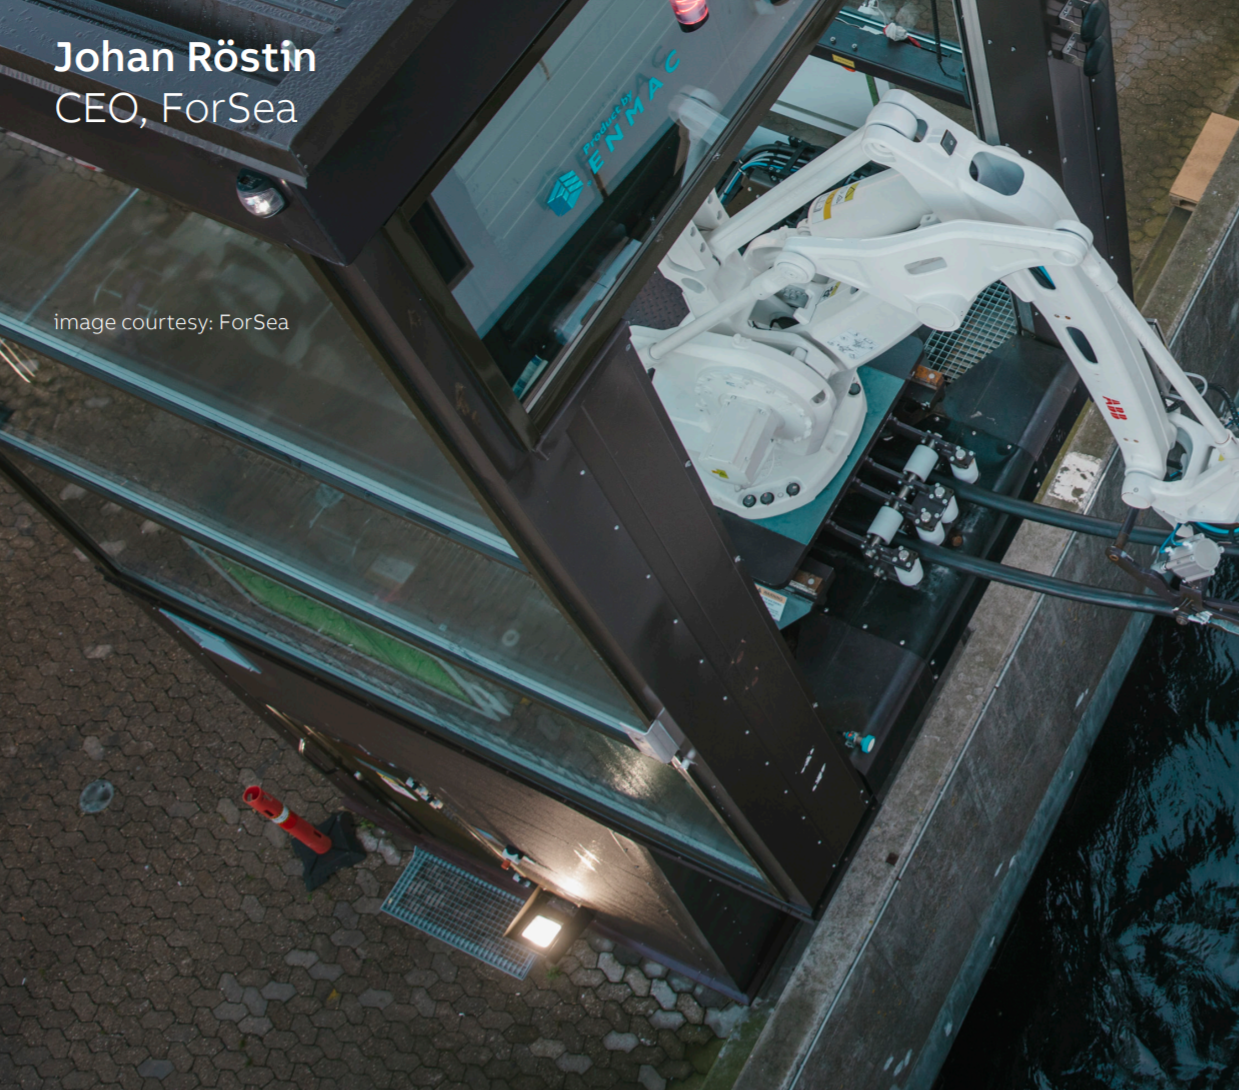 Johan Röstin
CEO, ForSea
Product by
ENMAC
image courtesy: ForSea
ABB